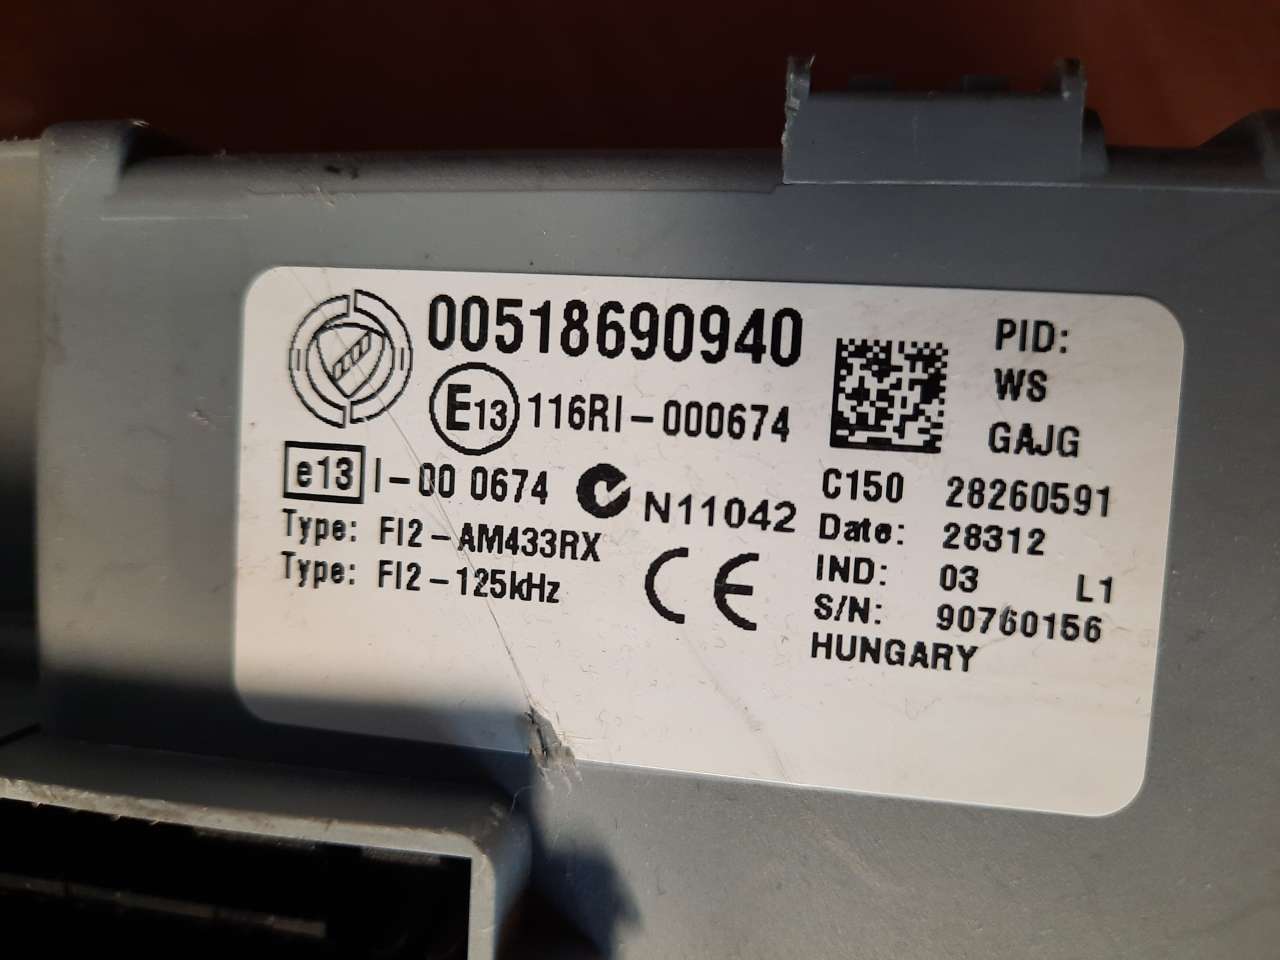 00518690940
E13 116RI-000674
e13 I-00 0674
N11042
Type: FI2-AM433RX
Type: FI2-125kHz
CE
PID:
WS
GAJG
C150 28260591
Date: 28312
IND: 03 L1
S/N: 90760156
HUNGARY